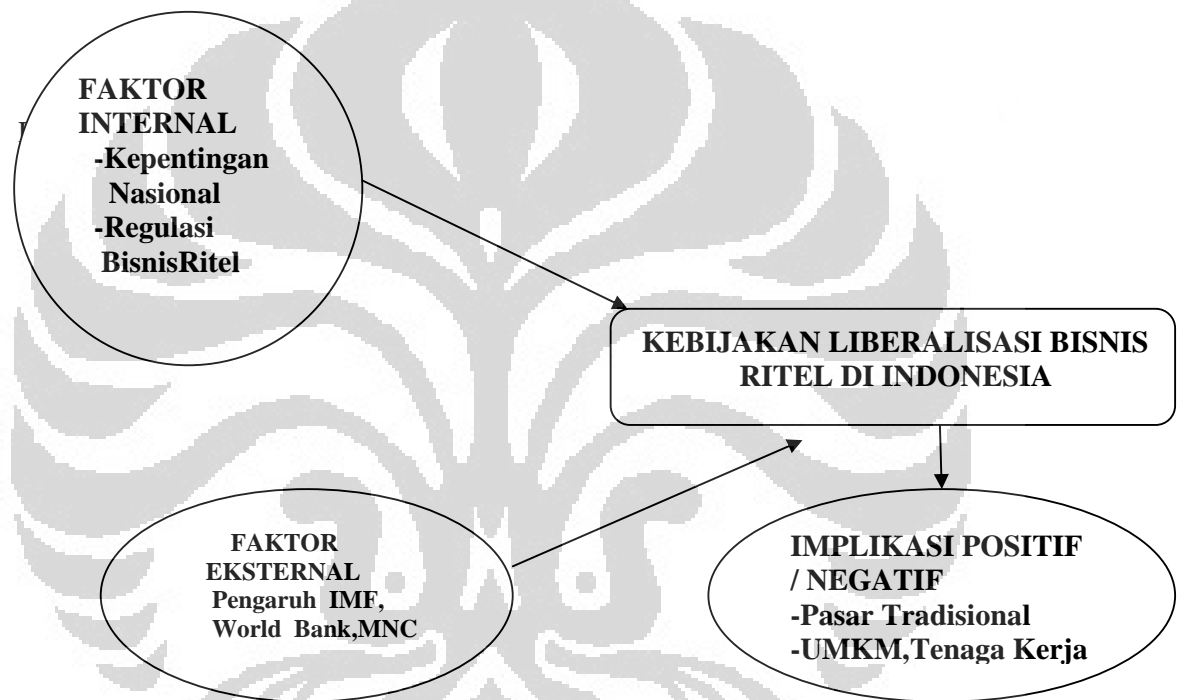 FAKTOR
INTERNAL
-Kepentingan
Nasional
-Regulasi
BisnisRitel
KEBIJAKAN LIBERALISASI BISNIS
RITEL DI INDONESIA
FAKTOR
EKSTERNAL
Pengaruh IMF,
World Bank,MNC
IMPLIKASI POSITIF
/ NEGATIF
-Pasar Tradisional
-UMKM,Tenaga Kerja